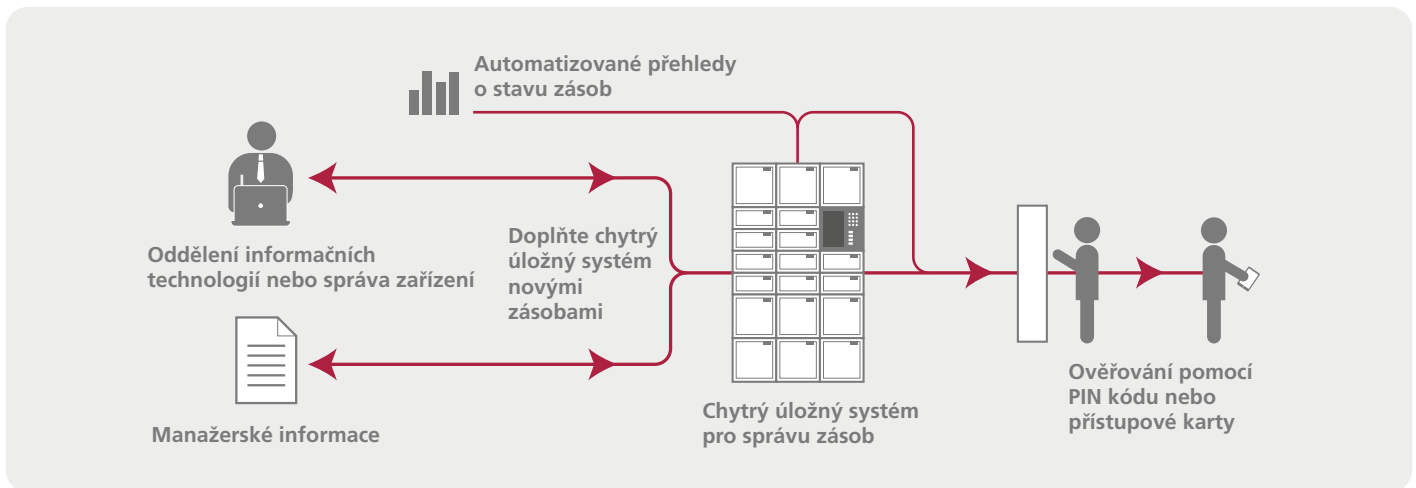 Automatizované přehledy
o stavu zásob
Oddělení informačních
technologií nebo správa zařízení
Doplňte chytrý
úložný systém
novými
zásobami
Manažerské informace
Chytrý úložný systém
pro správu zásob
Ověřování pomocí
PIN kódu nebo
přístupové karty